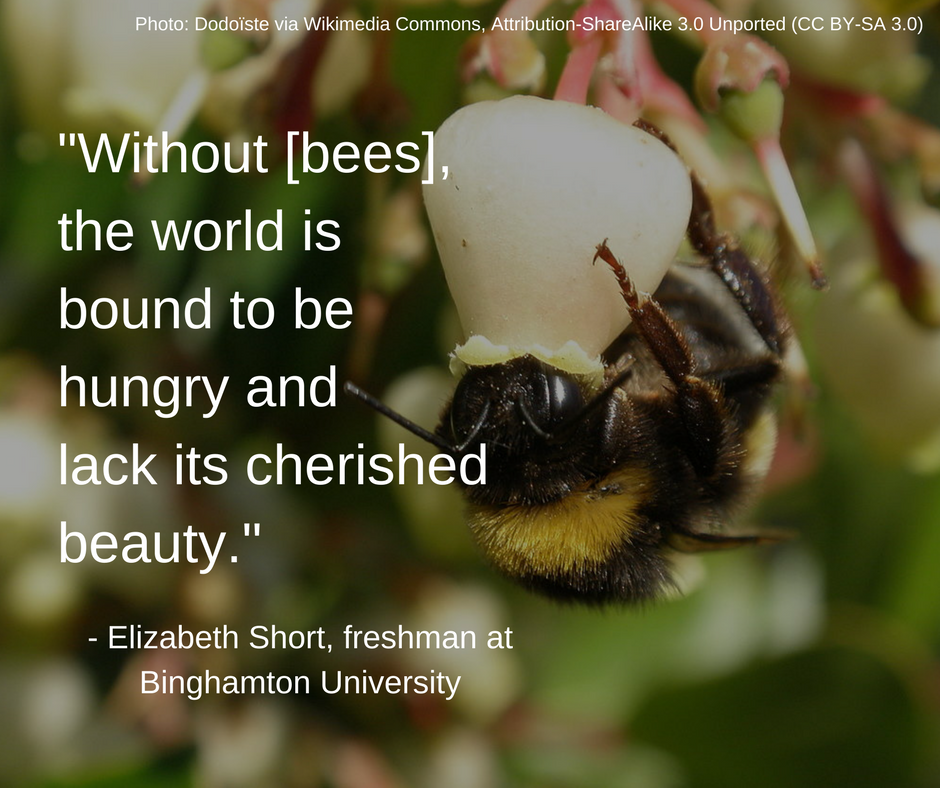 Photo: Dodoïste via Wikimedia Commons, Attribution-ShareAlike 3.0 Unported (CC BY-SA 3.0)
"Without [bees],
the world is
bound to be
hungry and
lack its cherished
beauty."
- Elizabeth Short, freshman at
Binghamton University